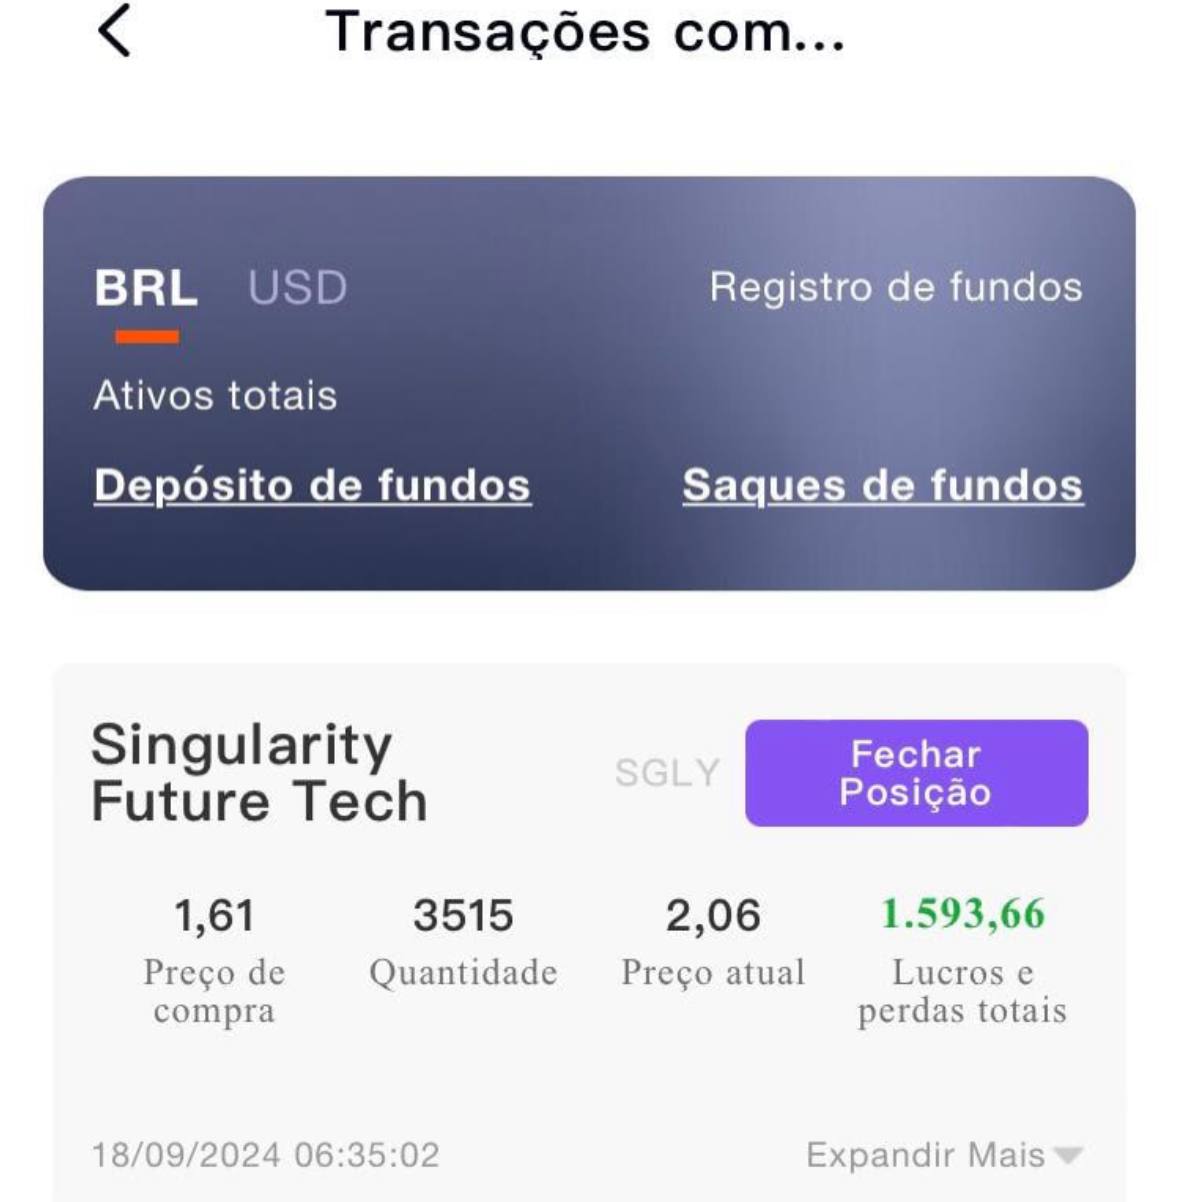 Transações com...
BRL USD Registro de fundos
Ativos totais
Depósito de fundos Saques de fundos
Singularity
Future Tech
SGLY
Fechar
Posição
1,61 3515 2,06 1.593,66
Preço de
compra
Quantidade
Preço atual
Lucros e
perdas totais
18/09/2024 06:35:02 Expandir Mais